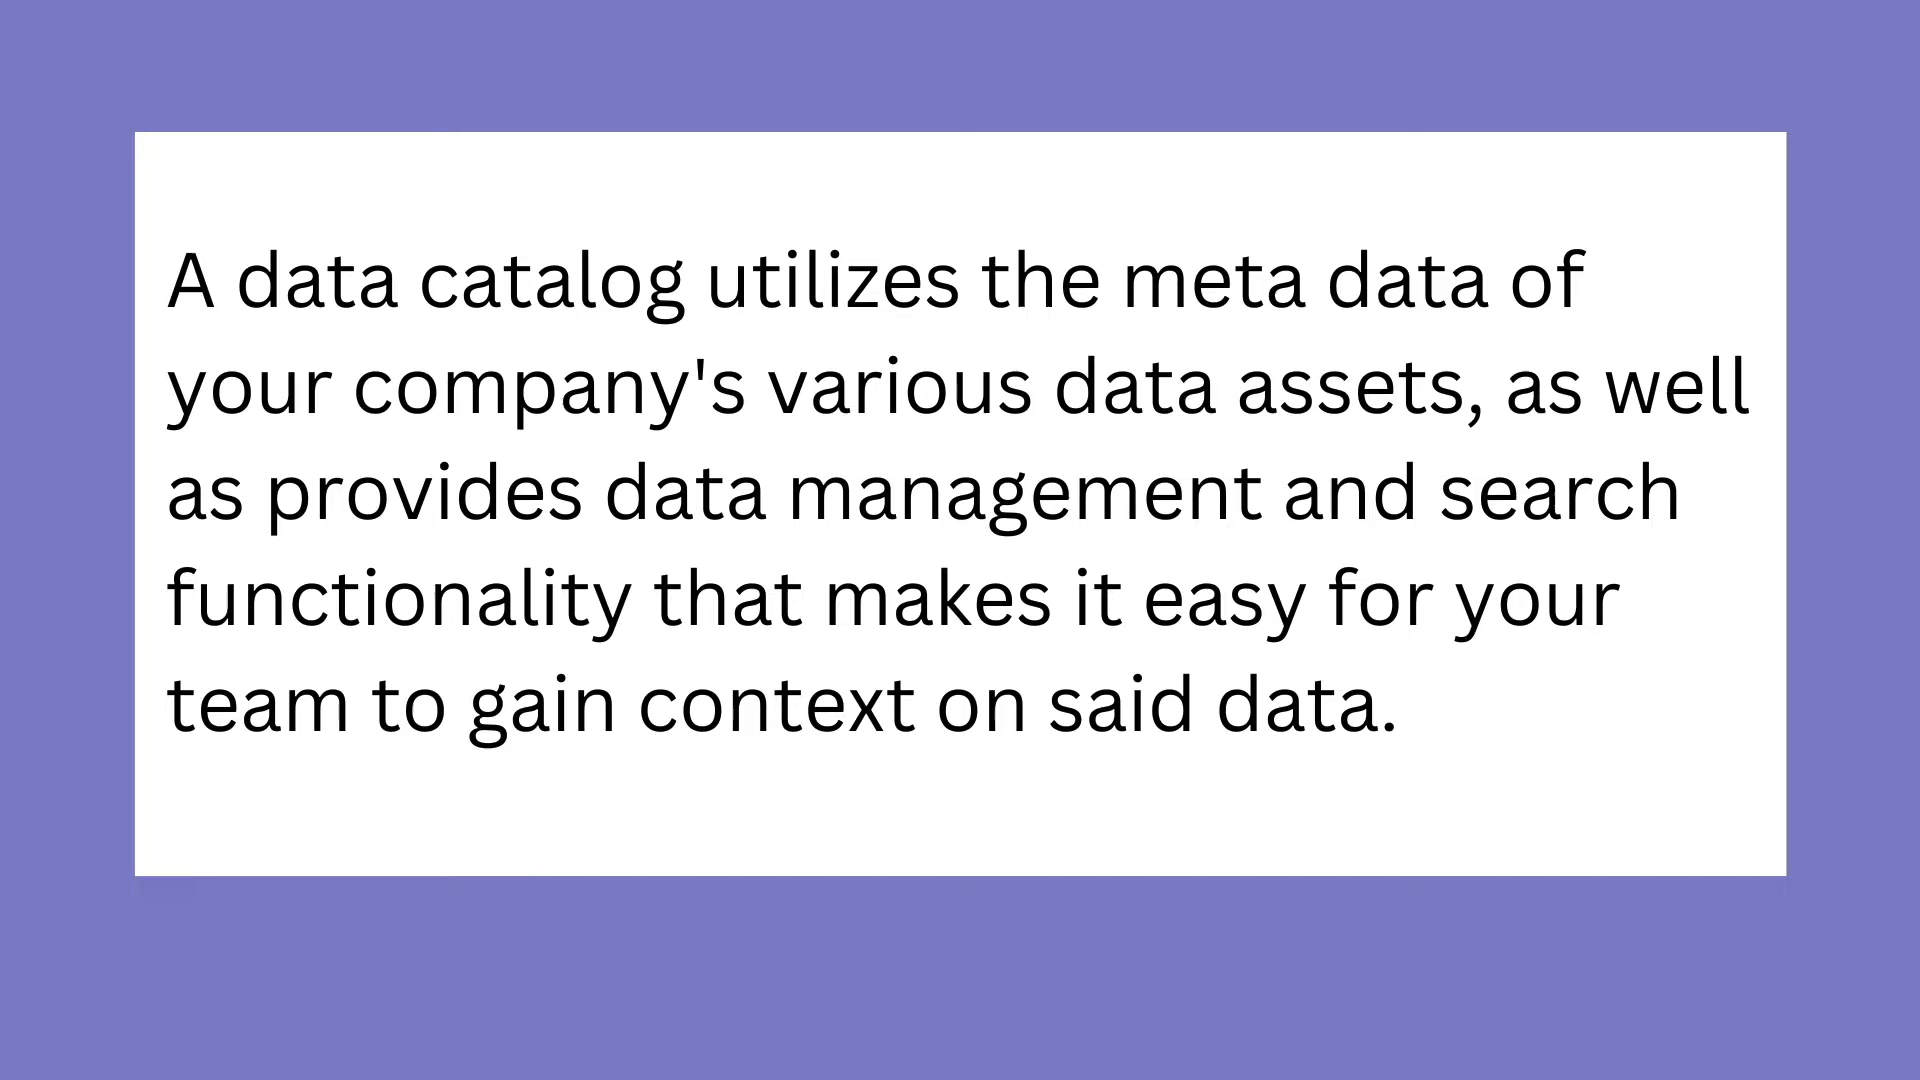 A data catalog utilizes the meta data of
your company's various data assets, as well
as provides data management and search
functionality that makes it easy for your
team to gain context on said data.